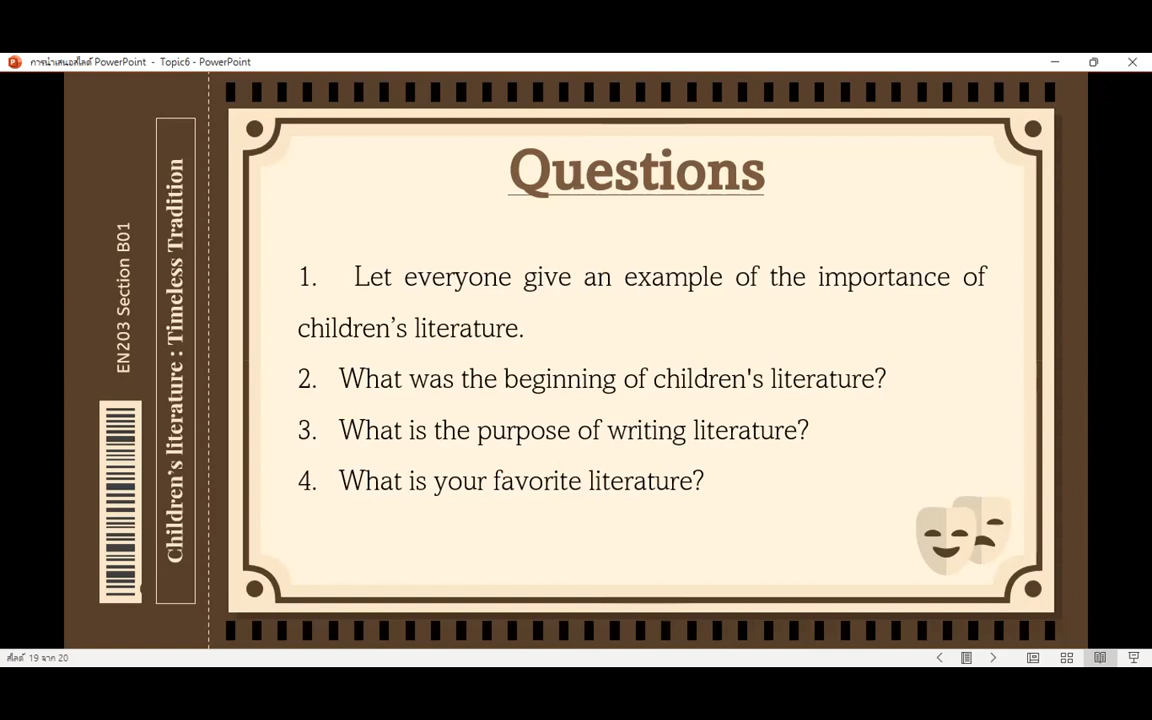 การนำเสนอสไลด์ PowerPoint - Topic6 - PowerPoint
EN203 Section B01
Children's literature : Timeless Tradition
Questions
1. Let everyone give an example of the importance of
children's literature.
2. What was the beginning of children's literature?
3. What is the purpose of writing literature?
4. What is your favorite literature?
สไลด์ 19 จาก 20